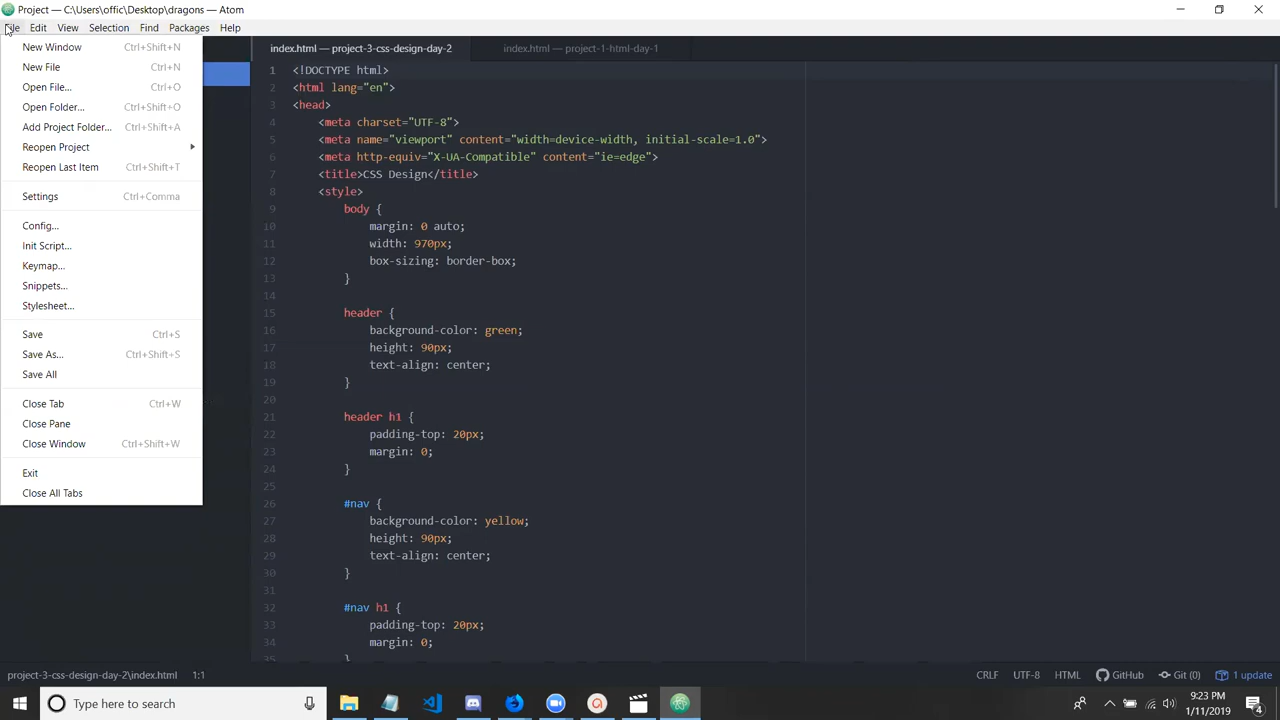 Project — C:\Users\offic\Desktop\dragons — Atom
File Edit View Selection Find Packages Help
New Window Ctrl+Shift+N
New File Ctrl+N
Open File... Ctrl+O
Open Folder... Ctrl+Shift+O
Add Project Folder... Ctrl+Shift+A
Reopen Project
Reopen Last Item Ctrl+Shift+T
Settings Ctrl+Comma
Config...
Init Script...
Keymap...
Snippets...
Stylesheet...
Save Ctrl+S
Save As... Ctrl+Shift+S
Save All
Close Tab Ctrl+W
Close Pane
Close Window Ctrl+Shift+W
Exit
Close All Tabs
index.html — project-3-css-design-day-2 index.html — project-1-html-day-1
1 <!DOCTYPE html>
2 <html lang="en">
3 <head>
4 <meta charset="UTF-8">
5 <meta name="viewport" content="width=device-width, initial-scale=1.0">
6 <meta http-equiv="X-UA-Compatible" content="ie=edge">
7 <title>CSS Design</title>
8 <style>
9 body {
10 margin: 0 auto;
11 width: 970px;
12 box-sizing: border-box;
13 }
14
15 header {
16 background-color: green;
17 height: 90px;
18 text-align: center;
19 }
20
21 header h1 {
22 padding-top: 20px;
23 margin: 0;
24 }
25
26 #nav {
27 background-color: yellow;
28 height: 90px;
29 text-align: center;
30 }
31
32 #nav h1 {
33 padding-top: 20px;
34 margin: 0;
35 }
project-3-css-design-day-2\index.html 1:1 CRLF UTF-8 HTML GitHub Git (0) 1 update
Type here to search
9:23 PM
1/11/2019
4